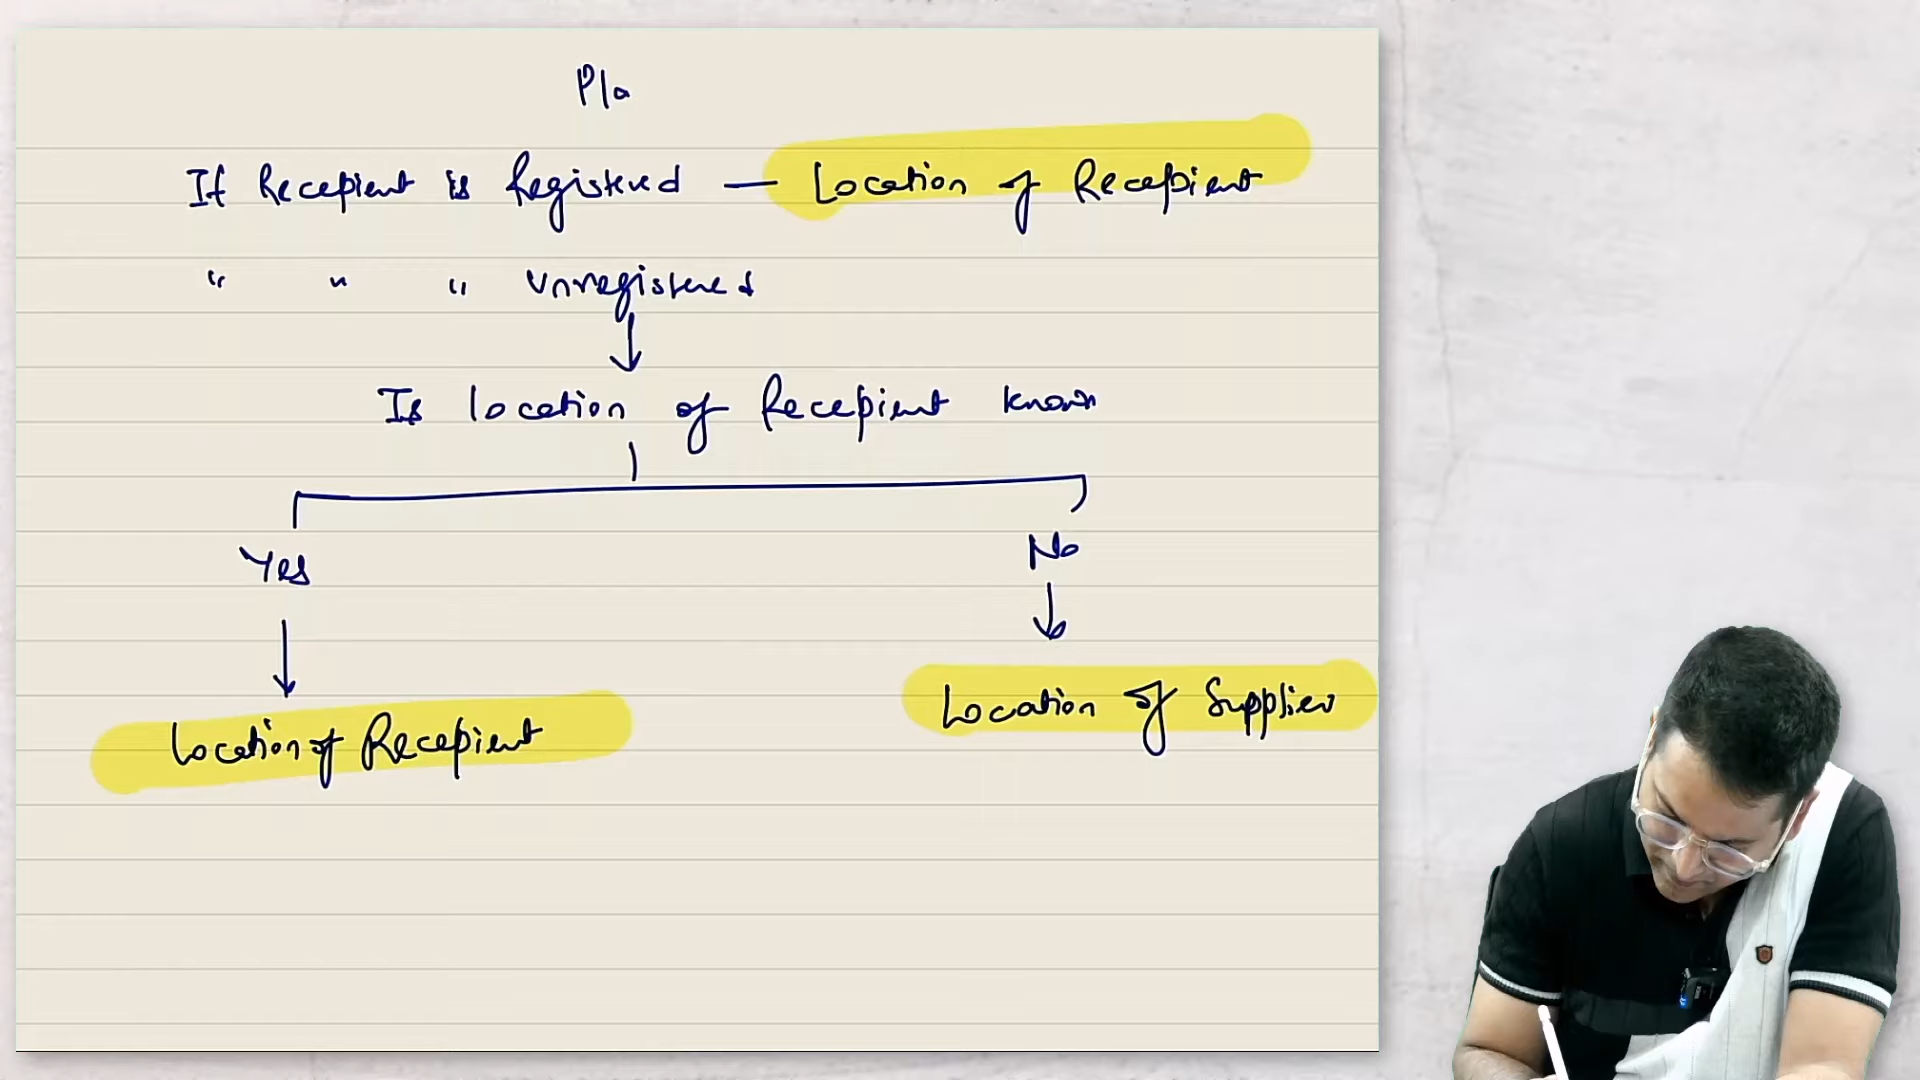 Pla
If Recepient is Registered — Location of Recepient
" " " Unregistered
Is location of Recepient known
Yes No
Location of Recepient Location of Supplier